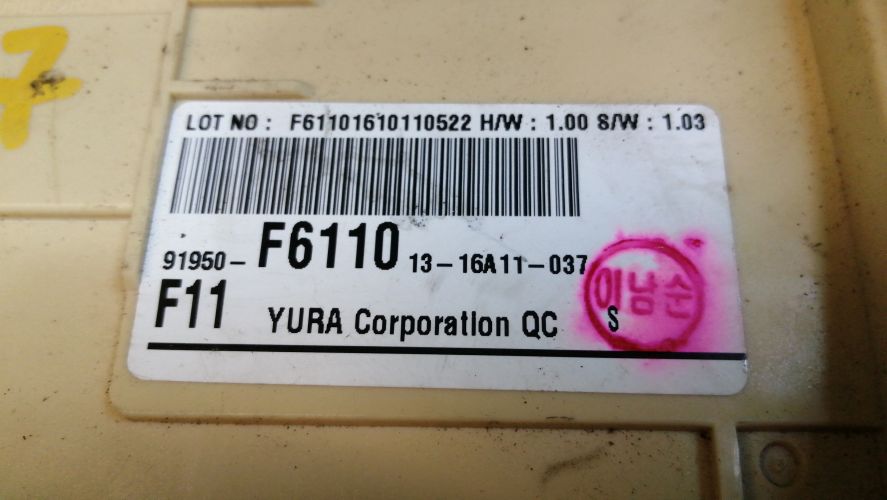 7
LOT NO : F61101610110522 H/W : 1.00 S/W : 1.03
91950- F6110 13-16A11-037
F11 YURA Corporation QC S
이남순